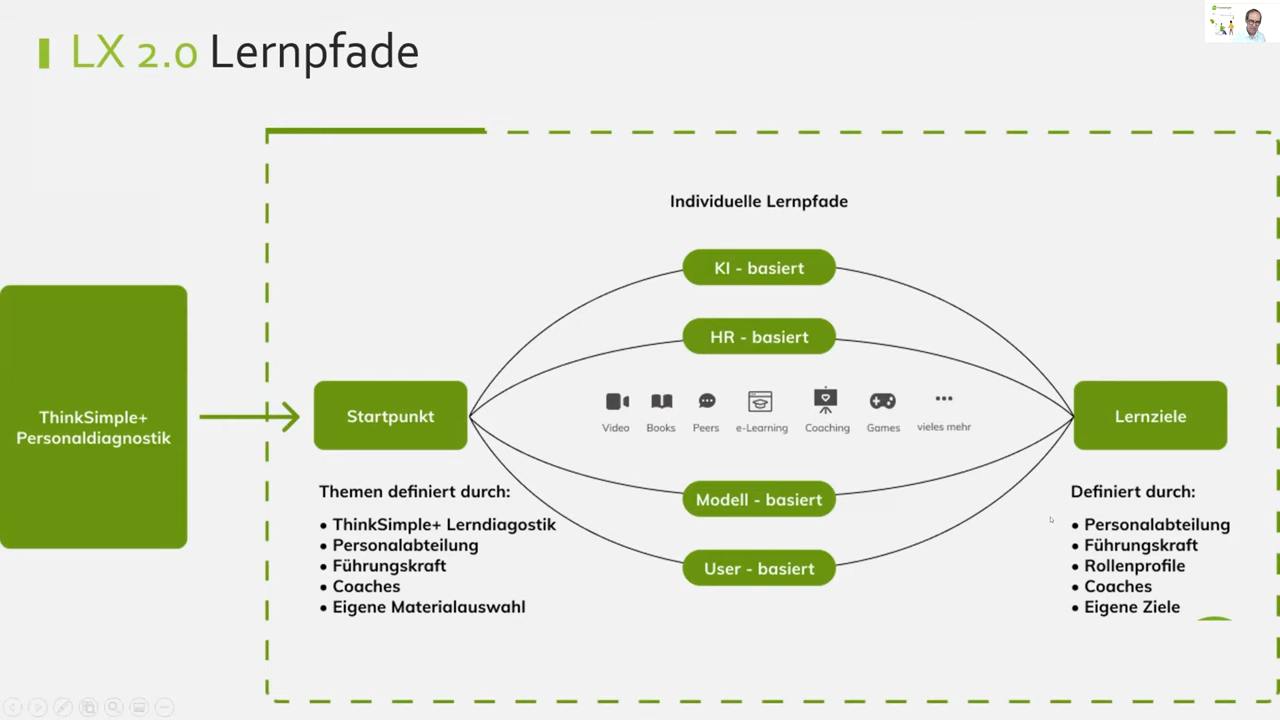 LX 2.0 Lernpfade
Individuelle Lernpfade
KI - basiert
HR - basiert
ThinkSimple+
Personaldiagnostik
Startpunkt
Video
Books
Peers
e-Learning
Coaching
Games
vieles mehr
Lernziele
Modell - basiert
User - basiert
Themen definiert durch:
• ThinkSimple+ Lerndiagostik
• Personalabteilung
• Führungskraft
• Coaches
• Eigene Materialauswahl
Definiert durch:
• Personalabteilung
• Führungskraft
• Rollenprofile
• Coaches
• Eigene Ziele